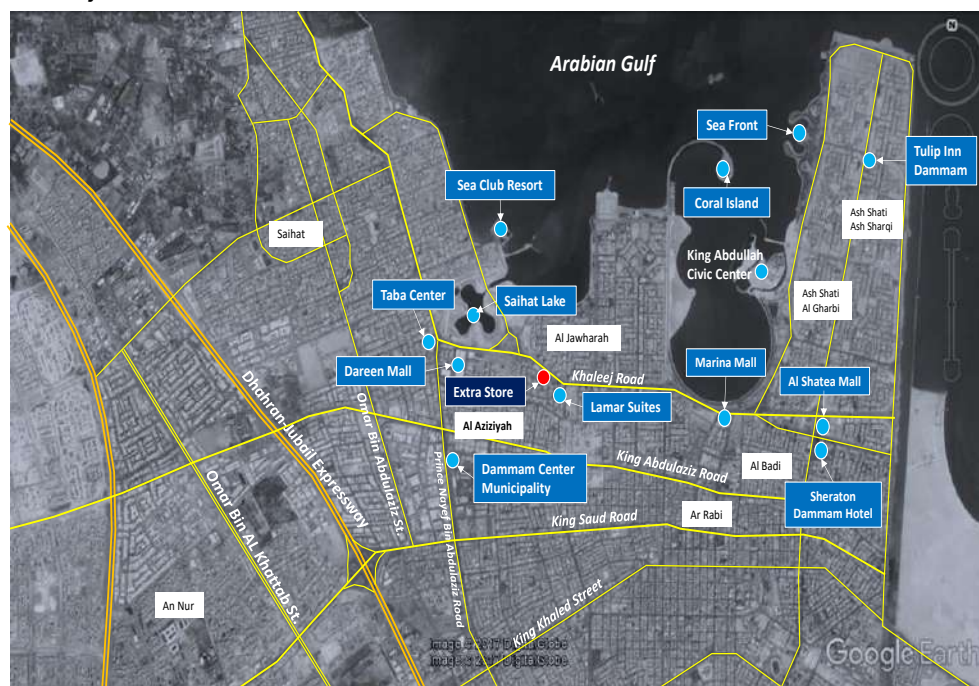 Arabian Gulf
N
Sea Front
Tulip Inn
Dammam
Sea Club Resort
Coral Island
Ash Shati
Ash Sharqi
Saihat
King Abdullah
Civic Center
Taba Center
Saihat Lake
Ash Shati
Al Gharbi
Al Jawharah
Dareen Mall
Khaleej Road
Marina Mall
Al Shatea Mall
Extra Store
Lamar Suites
Dhahran-Jubail Expressway
Omar Bin Abdulaziz St.
Al Aziziyah
Prince Nayef Bin Abdulaziz Road
Dammam Center
Municipality
King Abdulaziz Road
Al Badi
Omar Bin AL Khattab St.
Sheraton
Dammam Hotel
King Saud Road
Ar Rabi
An Nur
King Khaled Street
Google Earth